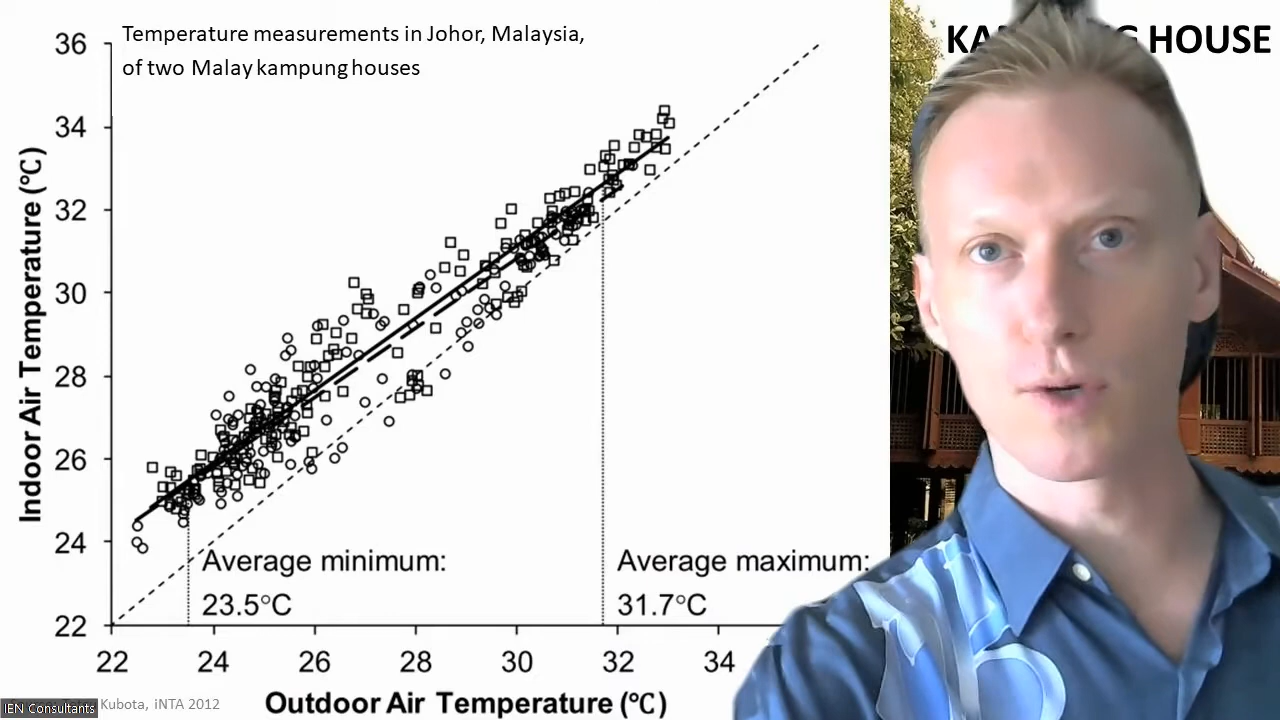 Temperature measurements in Johor, Malaysia,
of two Malay kampung houses
HOUSE
36
34
32
30
28
26
24
22
Indoor Air Temperature (°C)
Average minimum:
23.5°C
Average maximum:
31.7°C
22 24 26 28 30 32 34
Outdoor Air Temperature (°C)
IEN Consultants
Kubota, iNTA 2012